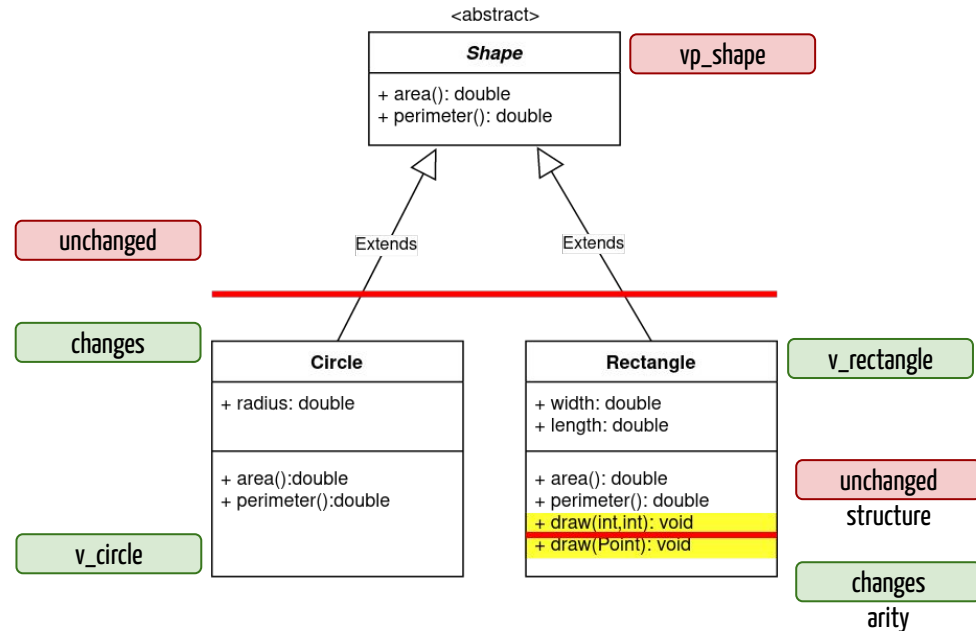 <abstract>
Shape
vp_shape
+ area(): double
+ perimeter(): double
unchanged
Extends
Extends
changes
Circle
Rectangle
v_rectangle
+ radius: double
+ width: double
+ length: double
+ area():double
+ perimeter():double
+ area(): double
+ perimeter(): double
+ draw(int,int): void
+ draw(Point): void
unchanged
structure
v_circle
changes
arity